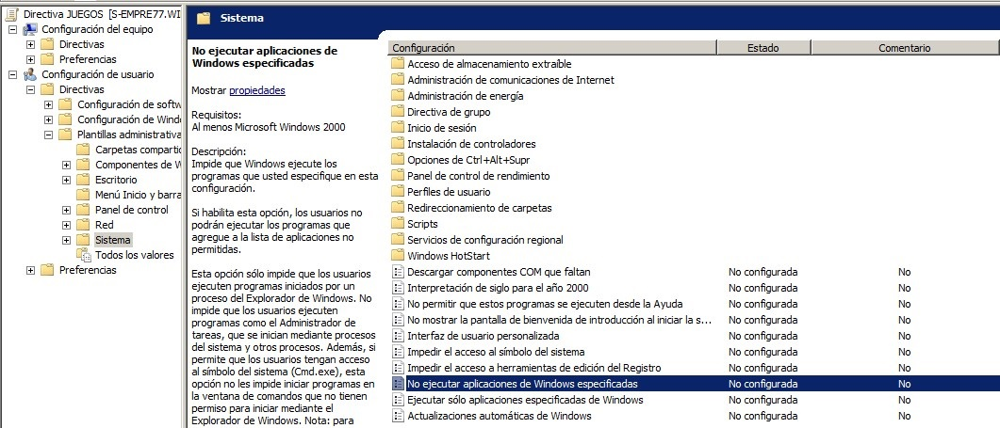 Directiva JUEGOS [S-EMPRE77.WI
Configuración del equipo
Directivas
Preferencias
Configuración de usuario
Directivas
Configuración de softw
Configuración de Windo
Plantillas administrativa
Carpetas compartic
Componentes de W
Escritorio
Menú Inicio y barra
Panel de control
Red
Sistema
Todos los valores
Preferencias
Sistema
No ejecutar aplicaciones de
Windows especificadas
Mostrar propiedades
Requisitos:
Al menos Microsoft Windows 2000
Descripción:
Impide que Windows ejecute los
programas que usted especifique en esta
configuración.
Si habilita esta opción, los usuarios no
podrán ejecutar los programas que
agregue a la lista de aplicaciones no
permitidas.
Esta opción sólo impide que los usuarios
ejecuten programas iniciados por un
proceso del Explorador de Windows. No
impide que los usuarios ejecuten
programas como el Administrador de
tareas, que se inician mediante procesos
del sistema y otros procesos. Además, si
permite que los usuarios tengan acceso
al símbolo del sistema (Cmd.exe), esta
opción no les impide iniciar programas en
la ventana de comandos que no tienen
permiso para iniciar mediante el
Explorador de Windows. Nota: para
Configuración Estado Comentario
Acceso de almacenamiento extraíble
Administración de comunicaciones de Internet
Administración de energía
Directiva de grupo
Inicio de sesión
Instalación de controladores
Opciones de Ctrl+Alt+Supr
Panel de control de rendimiento
Perfiles de usuario
Redireccionamiento de carpetas
Scripts
Servicios de configuración regional
Windows HotStart
Descargar componentes COM que faltan No configurada No
Interpretación de siglo para el año 2000 No configurada No
No permitir que estos programas se ejecuten desde la Ayuda No configurada No
No mostrar la pantalla de bienvenida de introducción al iniciar la s... No configurada No
Interfaz de usuario personalizada No configurada No
Impedir el acceso al símbolo del sistema No configurada No
Impedir el acceso a herramientas de edición del Registro No configurada No
No ejecutar aplicaciones de Windows especificadas No configurada No
Ejecutar sólo aplicaciones especificadas de Windows No configurada No
Actualizaciones automáticas de Windows No configurada No